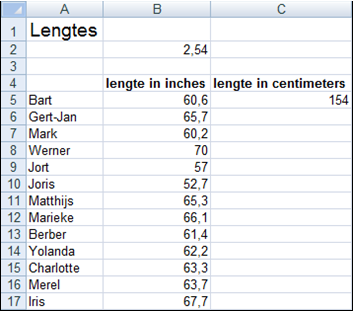 A B C
1 Lengtes
2 2,54
3
4 lengte in inches lengte in centimeters
5 Bart 60,6 154
6 Gert-Jan 65,7
7 Mark 60,2
8 Werner 70
9 Jort 57
10 Joris 52,7
11 Matthijs 65,3
12 Marieke 66,1
13 Berber 61,4
14 Yolanda 62,2
15 Charlotte 63,3
16 Merel 63,7
17 Iris 67,7